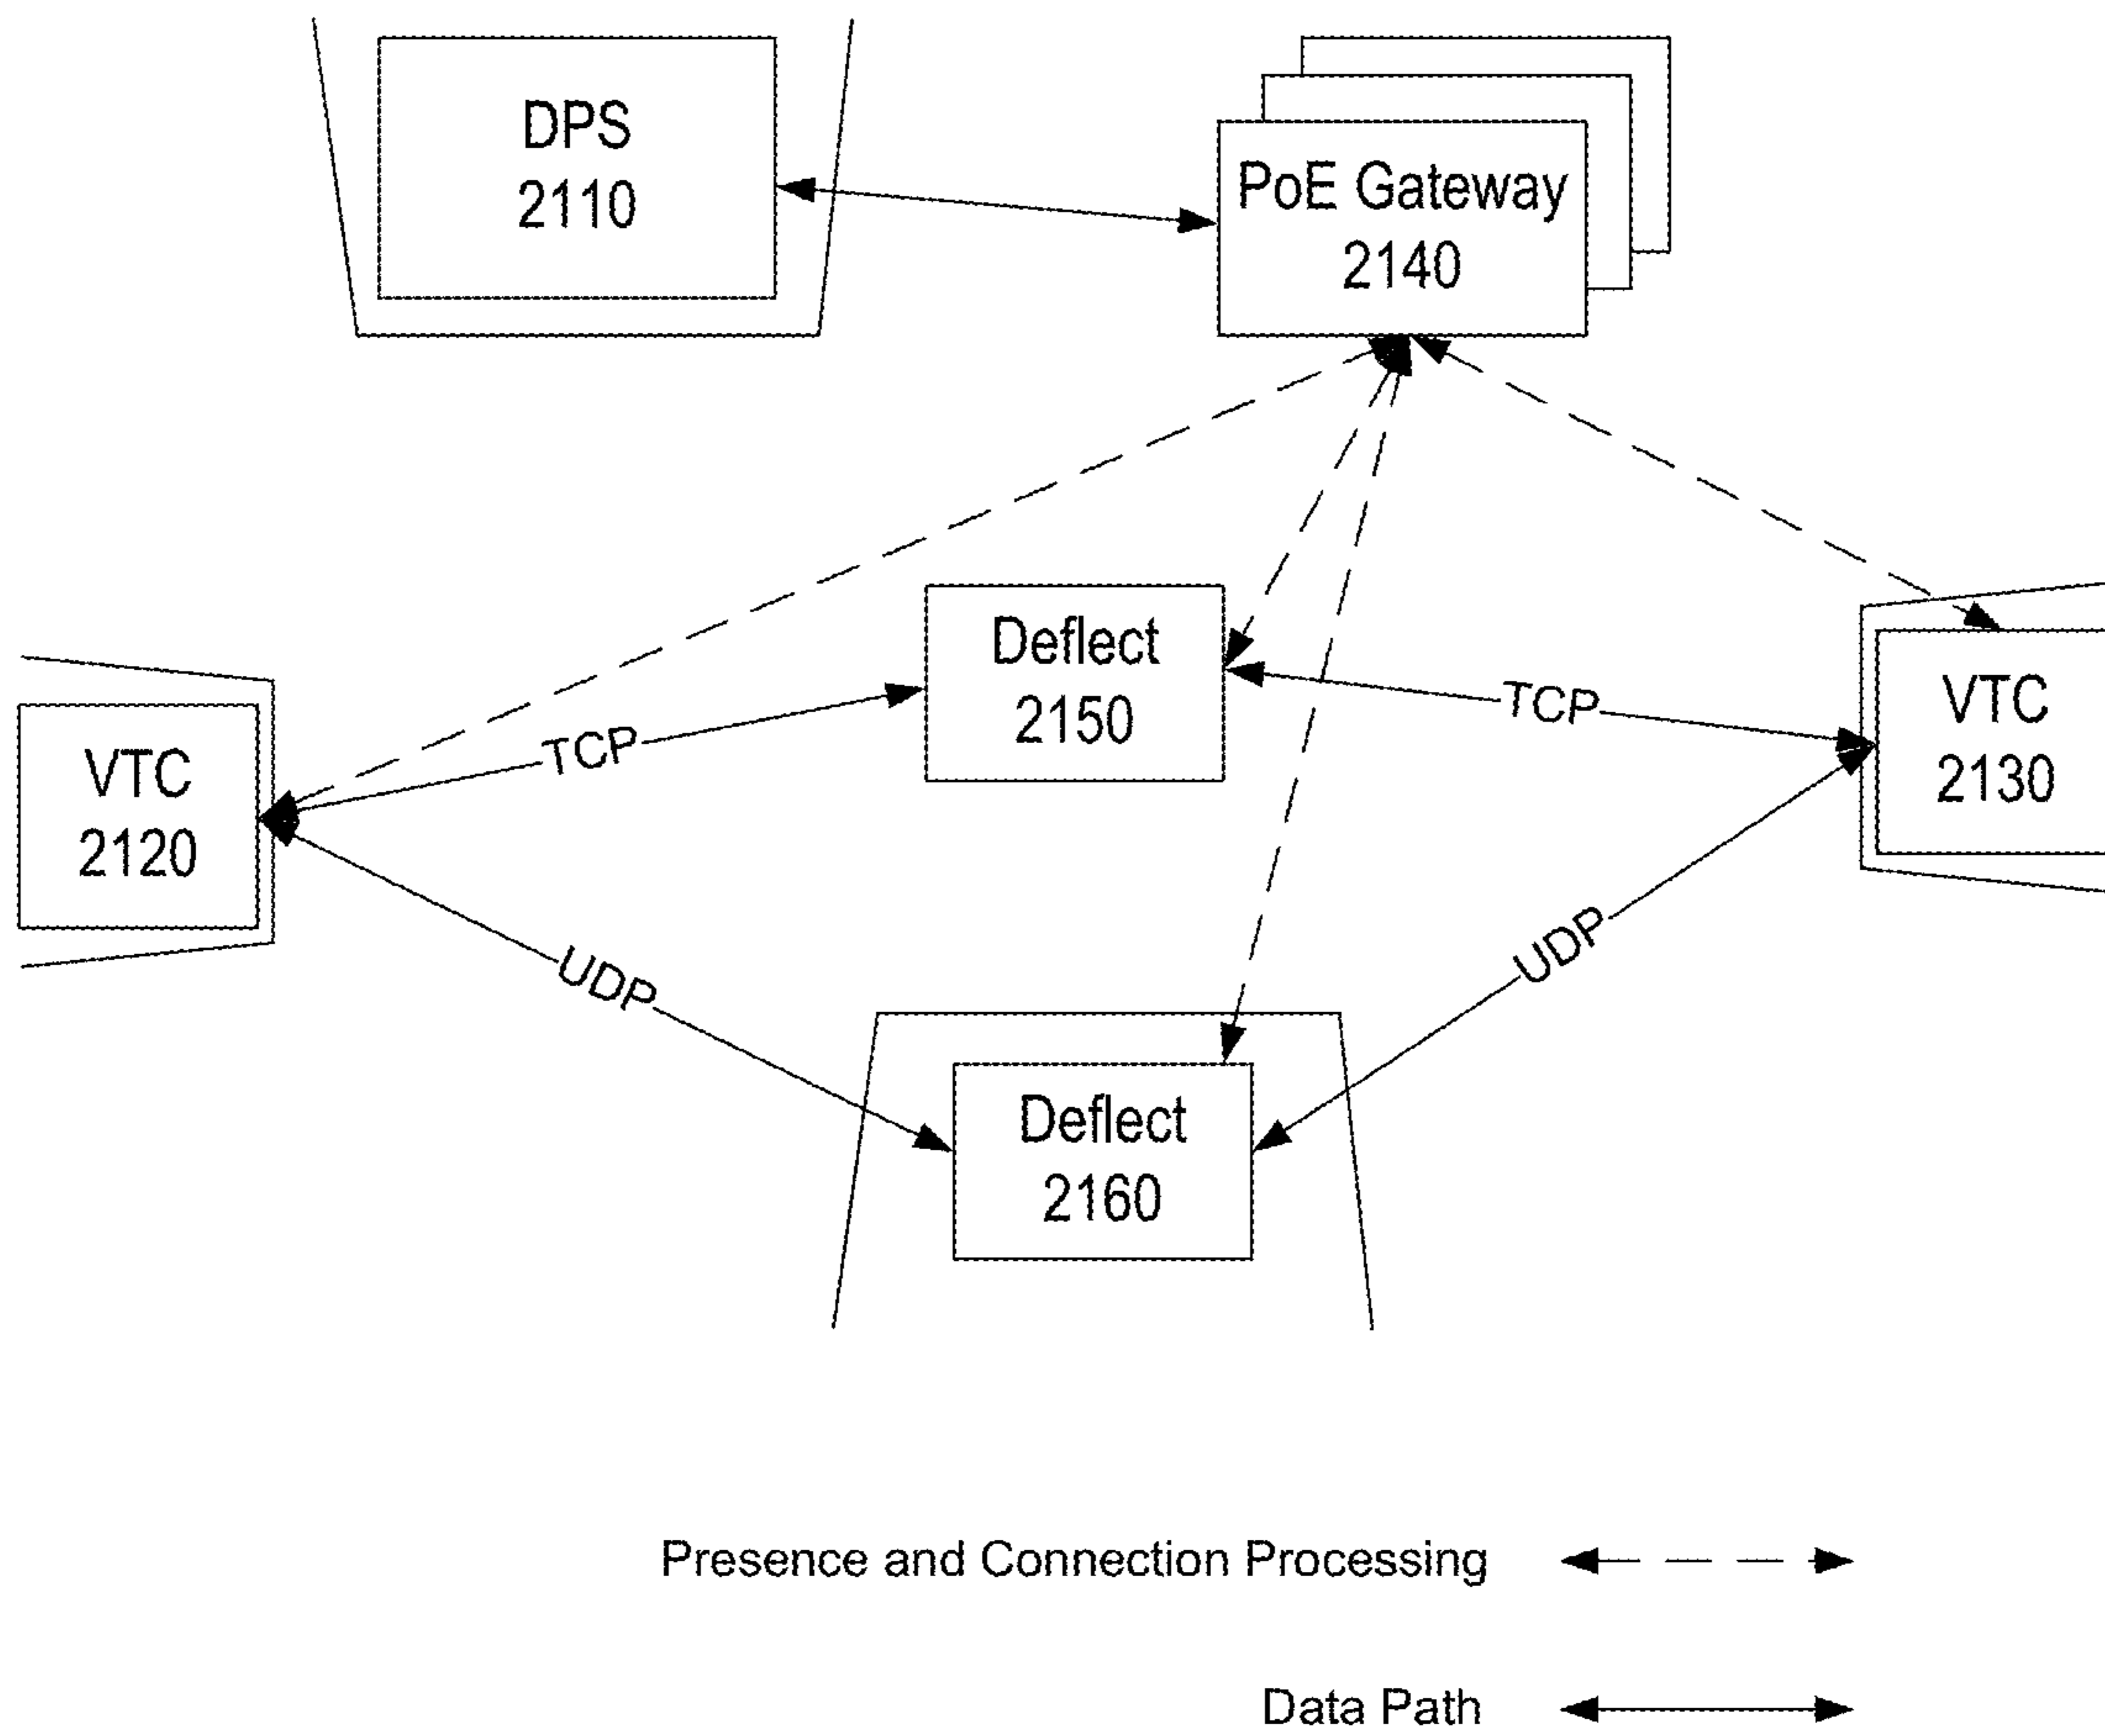 DPS
2110
PoE Gateway
2140
Deflect
2150
TCP
TCP
VTC
2120
VTC
2130
UDP
UDP
Deflect
2160
Presence and Connection Processing
Data Path